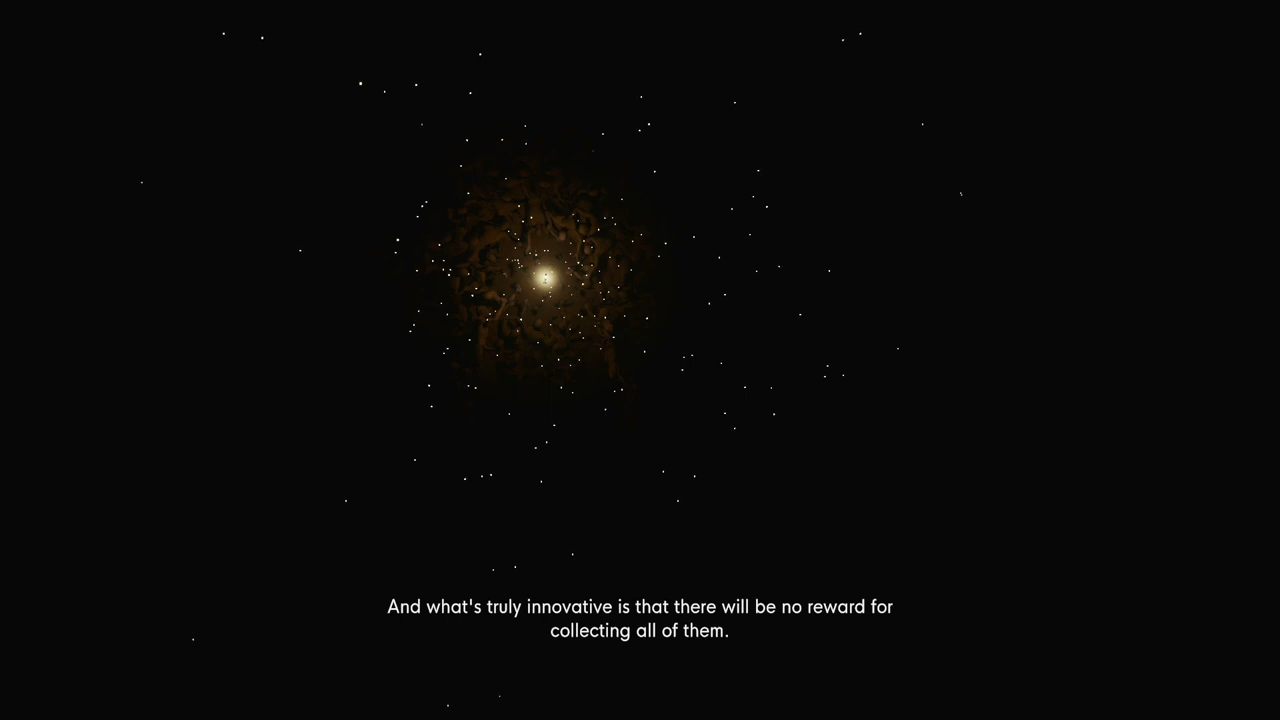 And what's truly innovative is that there will be no reward for
collecting all of them.